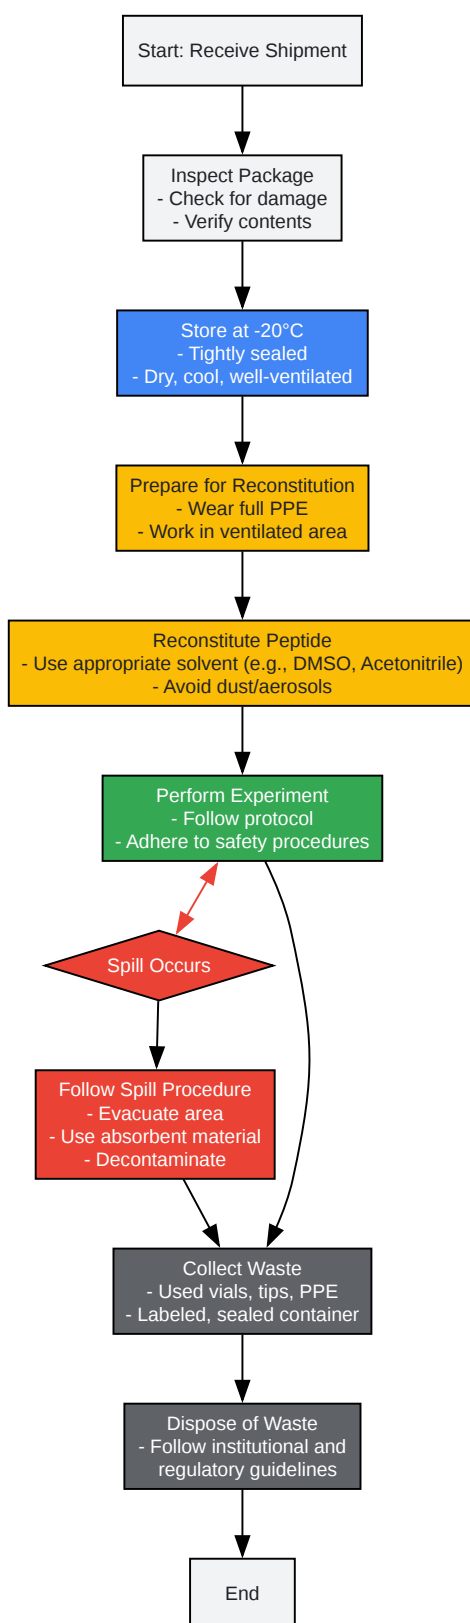 Start: Receive Shipment
Inspect Package
- Check for damage
- Verify contents
Store at -20°C
- Tightly sealed
- Dry, cool, well-ventilated
Prepare for Reconstitution
- Wear full PPE
- Work in ventilated area
Reconstitute Peptide
- Use appropriate solvent (e.g., DMSO, Acetonitrile)
- Avoid dust/aerosols
Perform Experiment
- Follow protocol
- Adhere to safety procedures
Spill Occurs
Follow Spill Procedure
- Evacuate area
- Use absorbent material
- Decontaminate
Collect Waste
- Used vials, tips, PPE
- Labeled, sealed container
Dispose of Waste
- Follow institutional and
regulatory guidelines
End